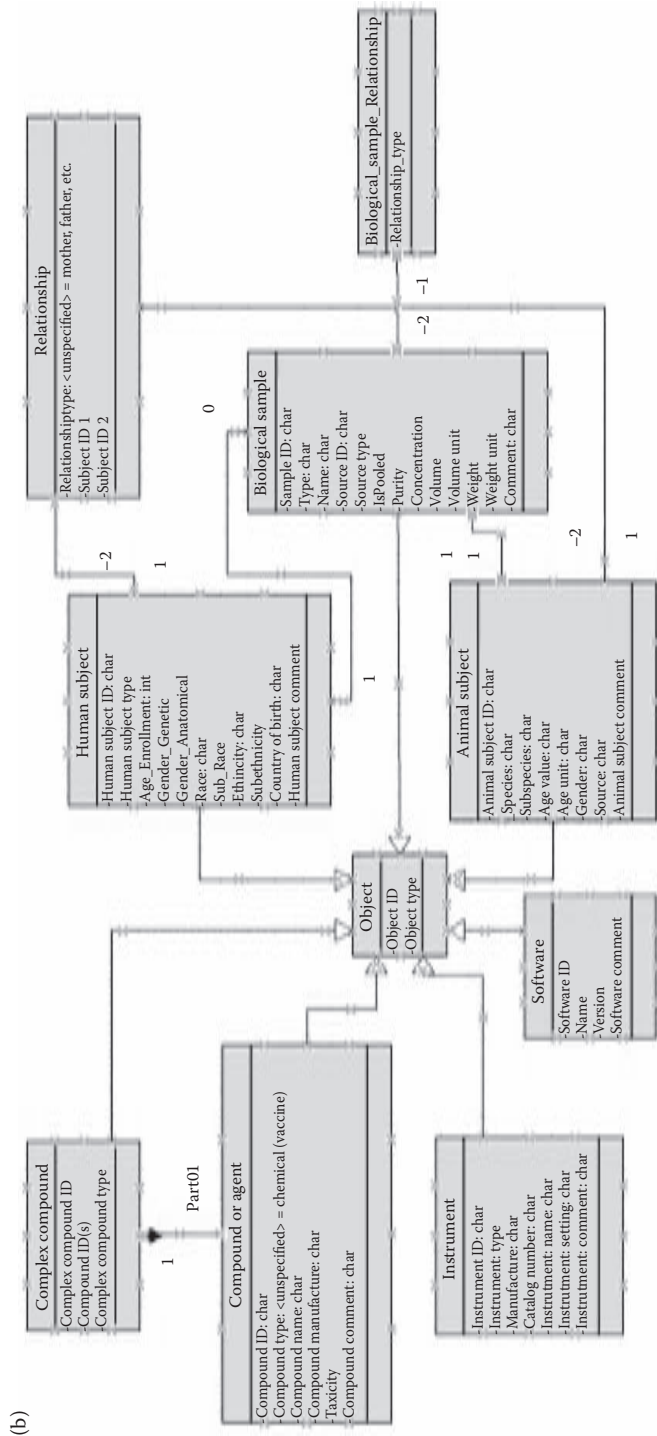 (b)
Complex compound
-Complex compound ID
-Compound ID(s)
-Complex compound type
1
Part01
Compound or agent
-Compound ID: char
-Compound type: <unspecified> = chemical (vaccine)
-Compound name: char
-Compound manufacture: char
-Taxicity
-Compound comment: char
Instrument
-Instrument ID: char
-Instrument: type
-Manufacture: char
-Catalog number: char
-Instrutment: name: char
-Instrutment: setting: char
-Instrutment: comment: char
Object
-Object ID
-Object type
Software
-Software ID
-Name
-Version
-Software comment
Human subject
-Human subject ID: char
-Human subject type
-Age_Enrollment: int
-Gender_Genetic
-Gender_Anatomical
-Race: char
-Sub_Race
-Ethincity: char
-Subethnicity
-Country of birth: char
-Human subject comment
-2
1
1
0
Animal subject
-Animal subject ID: char
-Species: char
-Subspecies: char
-Age value: char
-Age unit: char
-Gender: char
-Source: char
-Animal subject comment
1
1
-2
1
Biological sample
-Sample ID: char
-Type: char
-Name: char
-Source ID: char
-Source type
-IsPooled
-Purity
-Concentration
-Volume
-Volume unit
-Weight
-Weight unit
-Comment: char
-2
-1
Relationship
-Relationshiptype: <unspecified> = mother, father, etc.
-Subject ID 1
-Subject ID 2
Biological_sample_Relationship
-Relationship_type